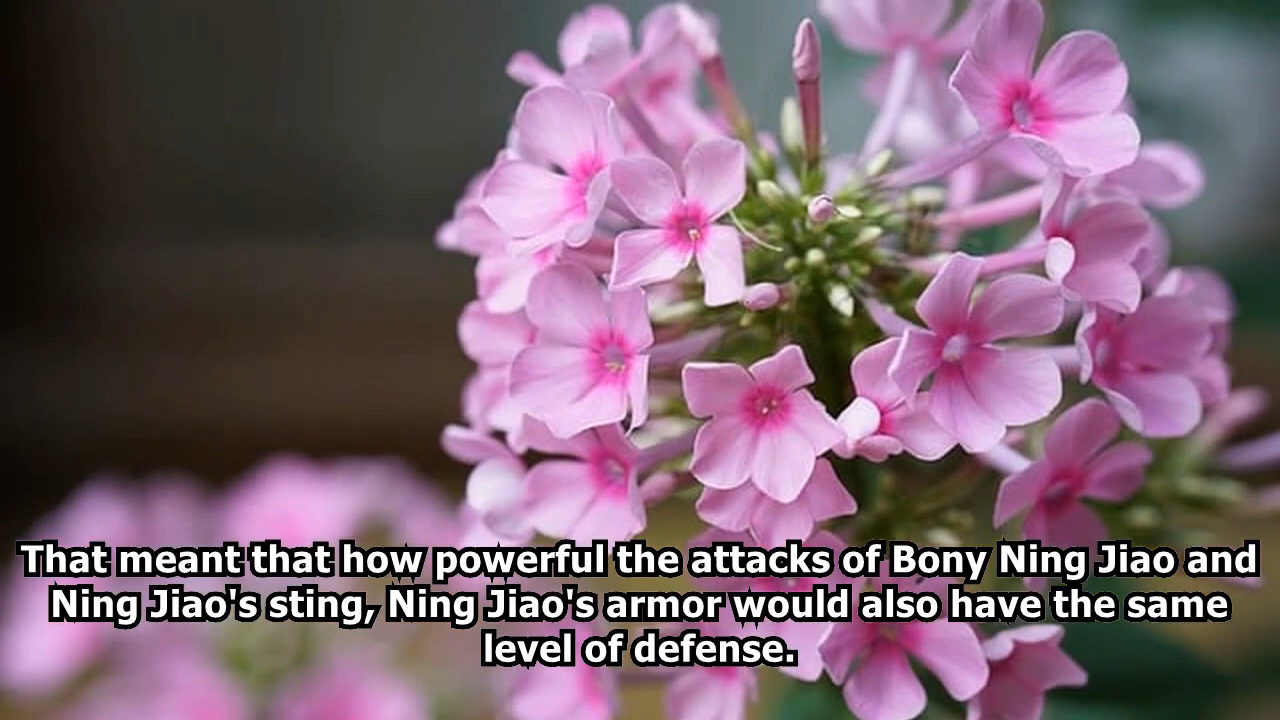 That meant that how powerful the attacks of Bony Ning Jiao and
Ning Jiao's sting, Ning Jiao's armor would also have the same
level of defense.